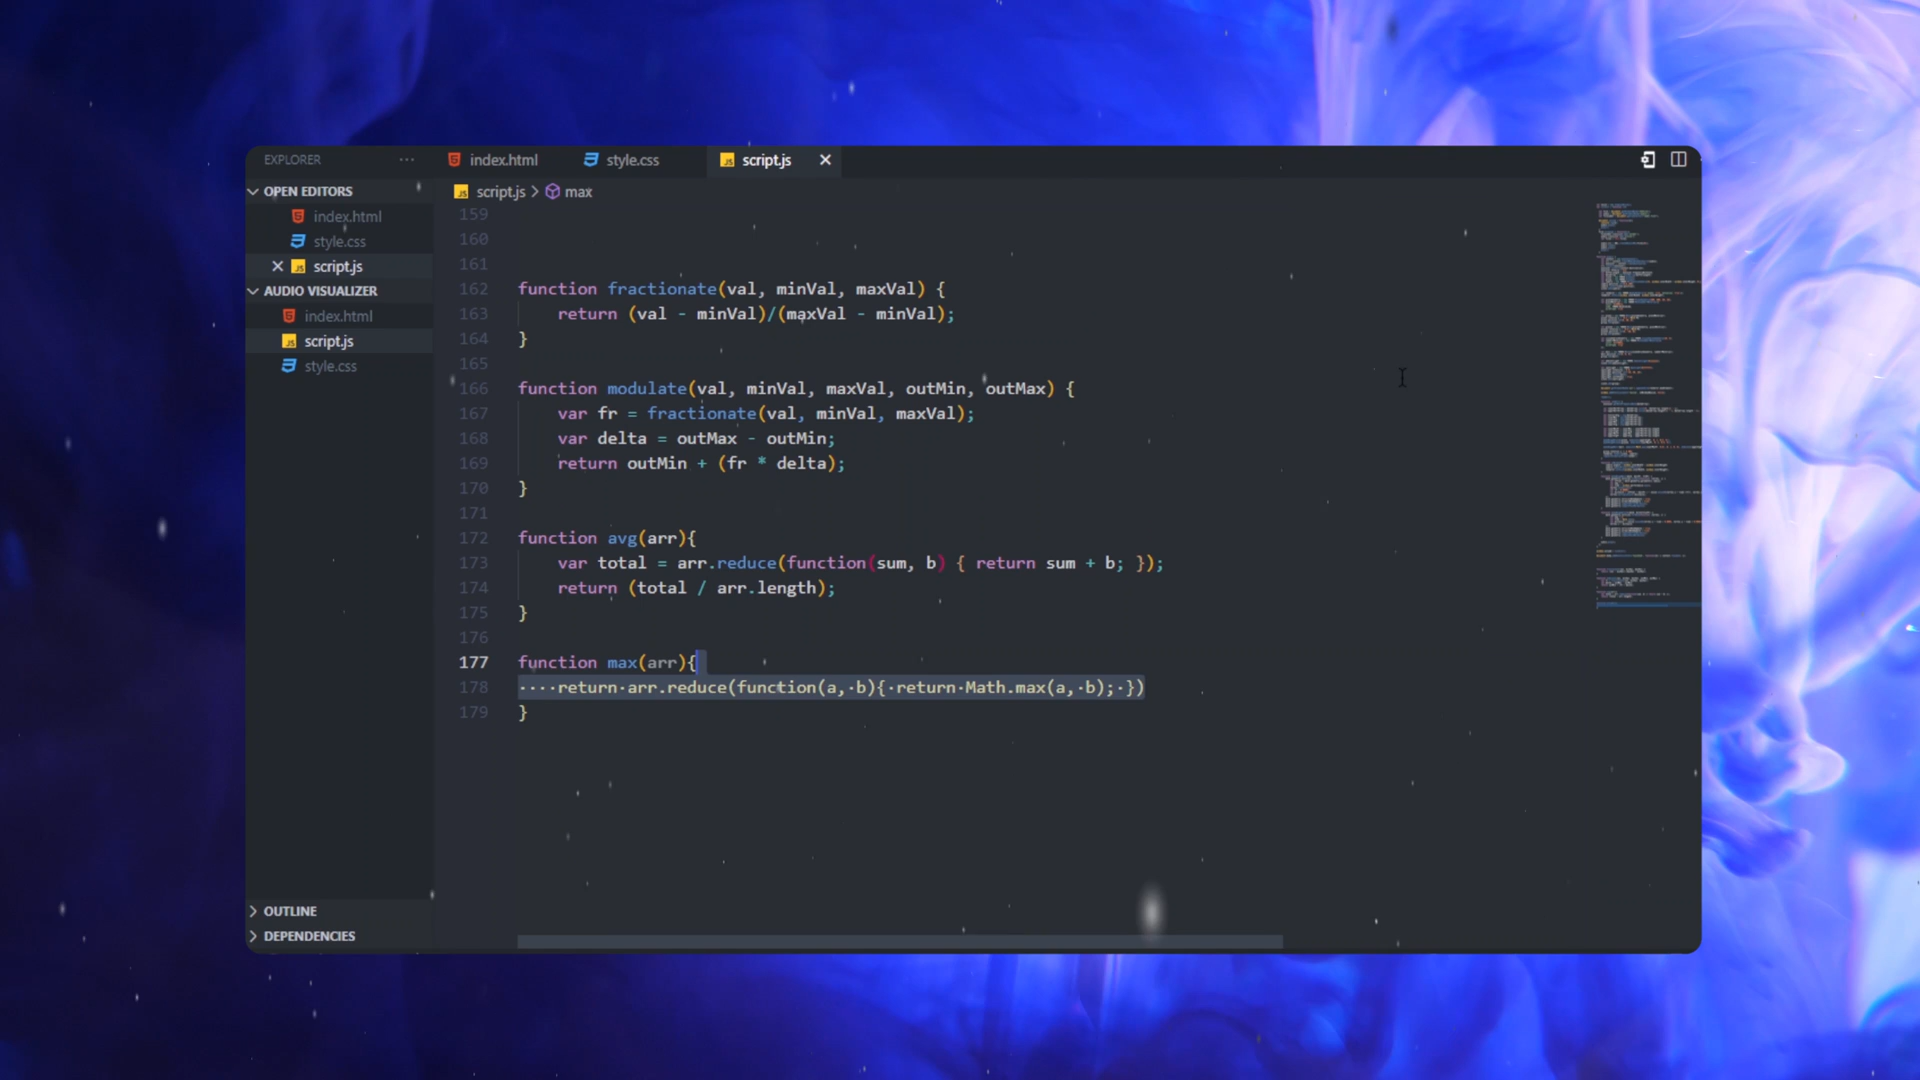 EXPLORER ···
index.html
style.css
script.js
OPEN EDITORS
index.html
style.css
script.js
AUDIO VISUALIZER
index.html
script.js
style.css
OUTLINE
DEPENDENCIES
script.js > max
159
160
161
162 function fractionate(val, minVal, maxVal) {
163     return (val - minVal)/(maxVal - minVal);
164 }
165
166 function modulate(val, minVal, maxVal, outMin, outMax) {
167     var fr = fractionate(val, minVal, maxVal);
168     var delta = outMax - outMin;
169     return outMin + (fr * delta);
170 }
171
172 function avg(arr){
173     var total = arr.reduce(function(sum, b) { return sum + b; });
174     return (total / arr.length);
175 }
176
177 function max(arr){
178 ····return·arr.reduce(function(a,·b){·return·Math.max(a,·b);·})
179 }